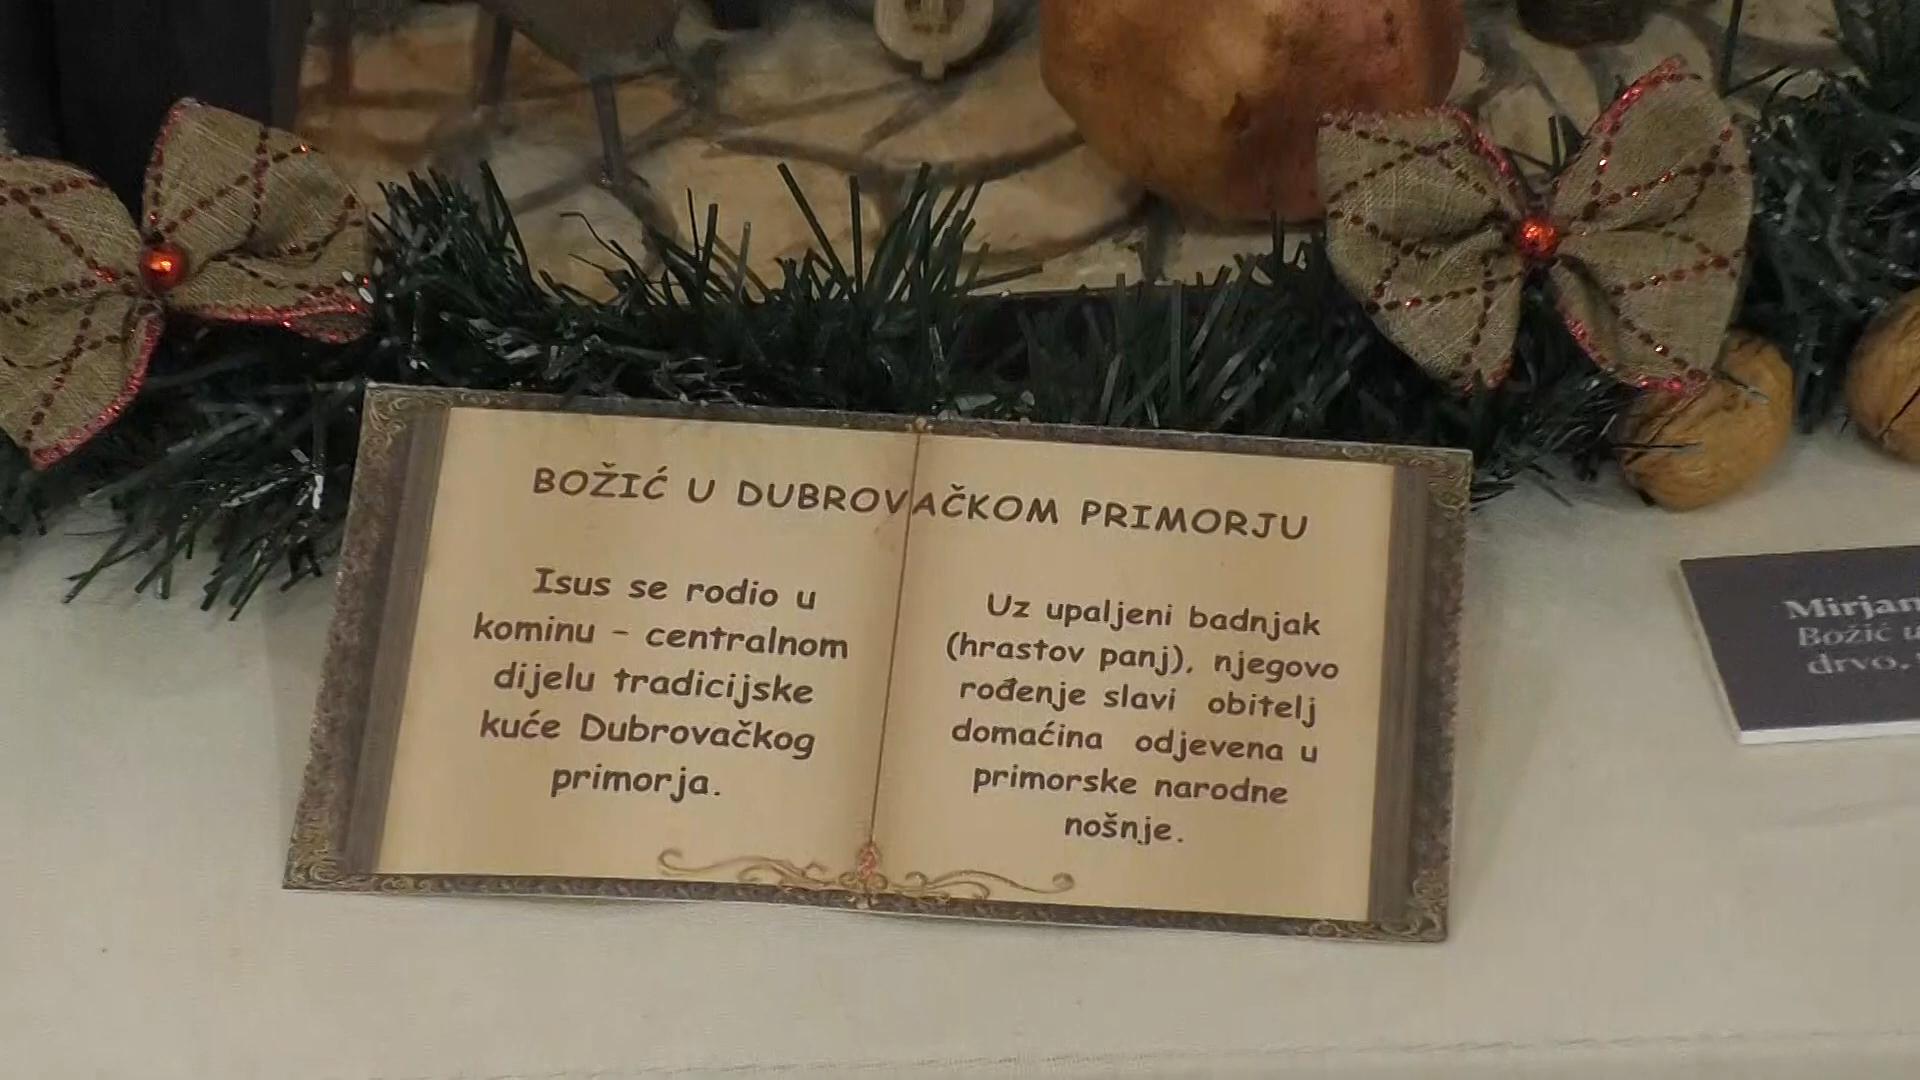 BOŽIĆ U DUBROVAČKOM PRIMORJU
Isus se rodio u
kominu - centralnom
dijelu tradicijske
kuće Dubrovačkog
primorja.
Uz upaljeni badnjak
(hrastov panj), njegovo
rođenje slavi obitelj
domaćina odjevena u
primorske narodne
nošnje.
Božić u
drvo,